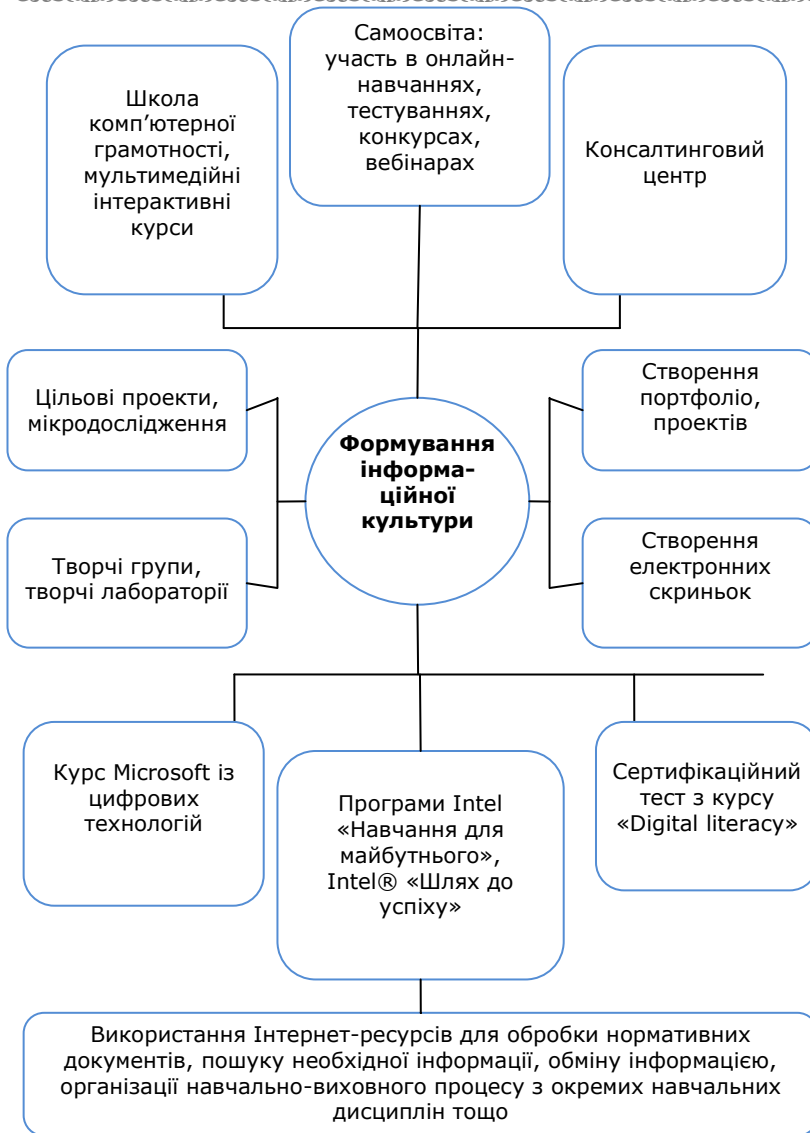 Школа
комп’ютерної
грамотності,
мультимедійні
інтерактивні
курси
Самоосвіта:
участь в онлайн-
навчаннях,
тестуваннях,
конкурсах,
вебінарах
Консалтинговий
центр
Цільові проекти,
мікродослідження
Творчі групи,
творчі лабораторії
Формування
інформа-
ційної
культури
Створення
портфоліо,
проектів
Створення
електронних
скриньок
Курс Microsoft із
цифрових
технологій
Програми Intel
«Навчання для
майбутнього»,
Intel® «Шлях до
успіху»
Сертифікаційний
тест з курсу
«Digital literacy»
Використання Інтернет-ресурсів для обробки нормативних
документів, пошуку необхідної інформації, обміну інформацією,
організації навчально-виховного процесу з окремих навчальних
дисциплін тощо